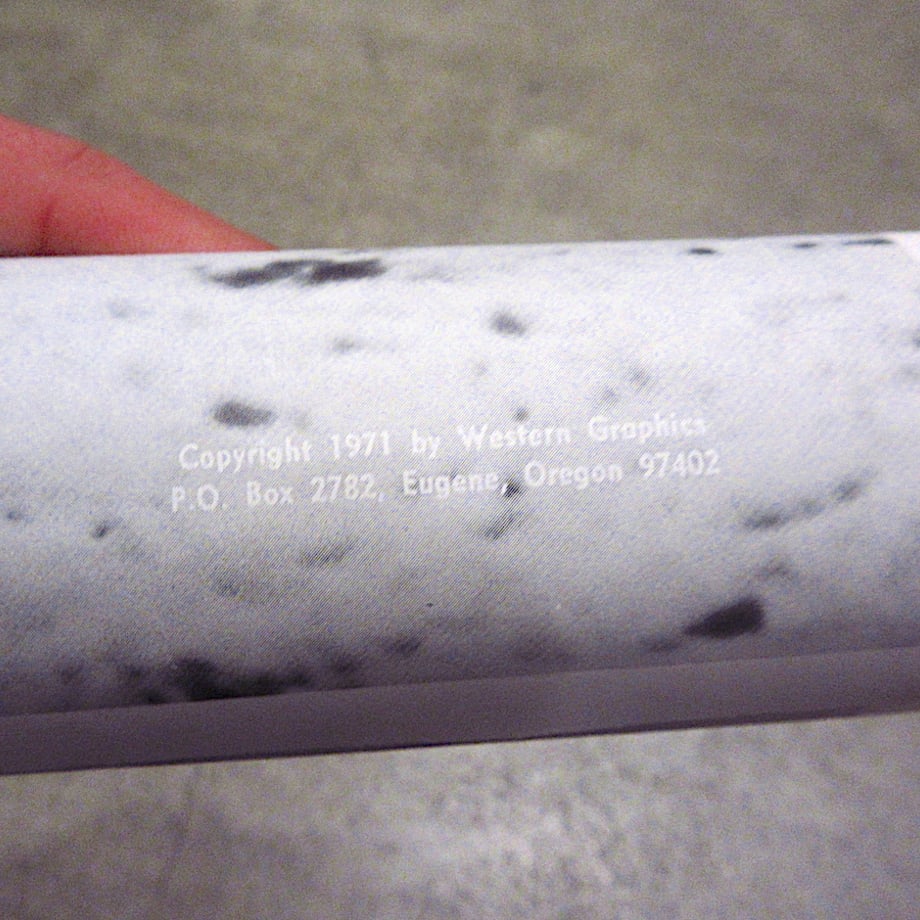 Copyright 1971 by Western Graphics
P.O. Box 2782, Eugene, Oregon 97402